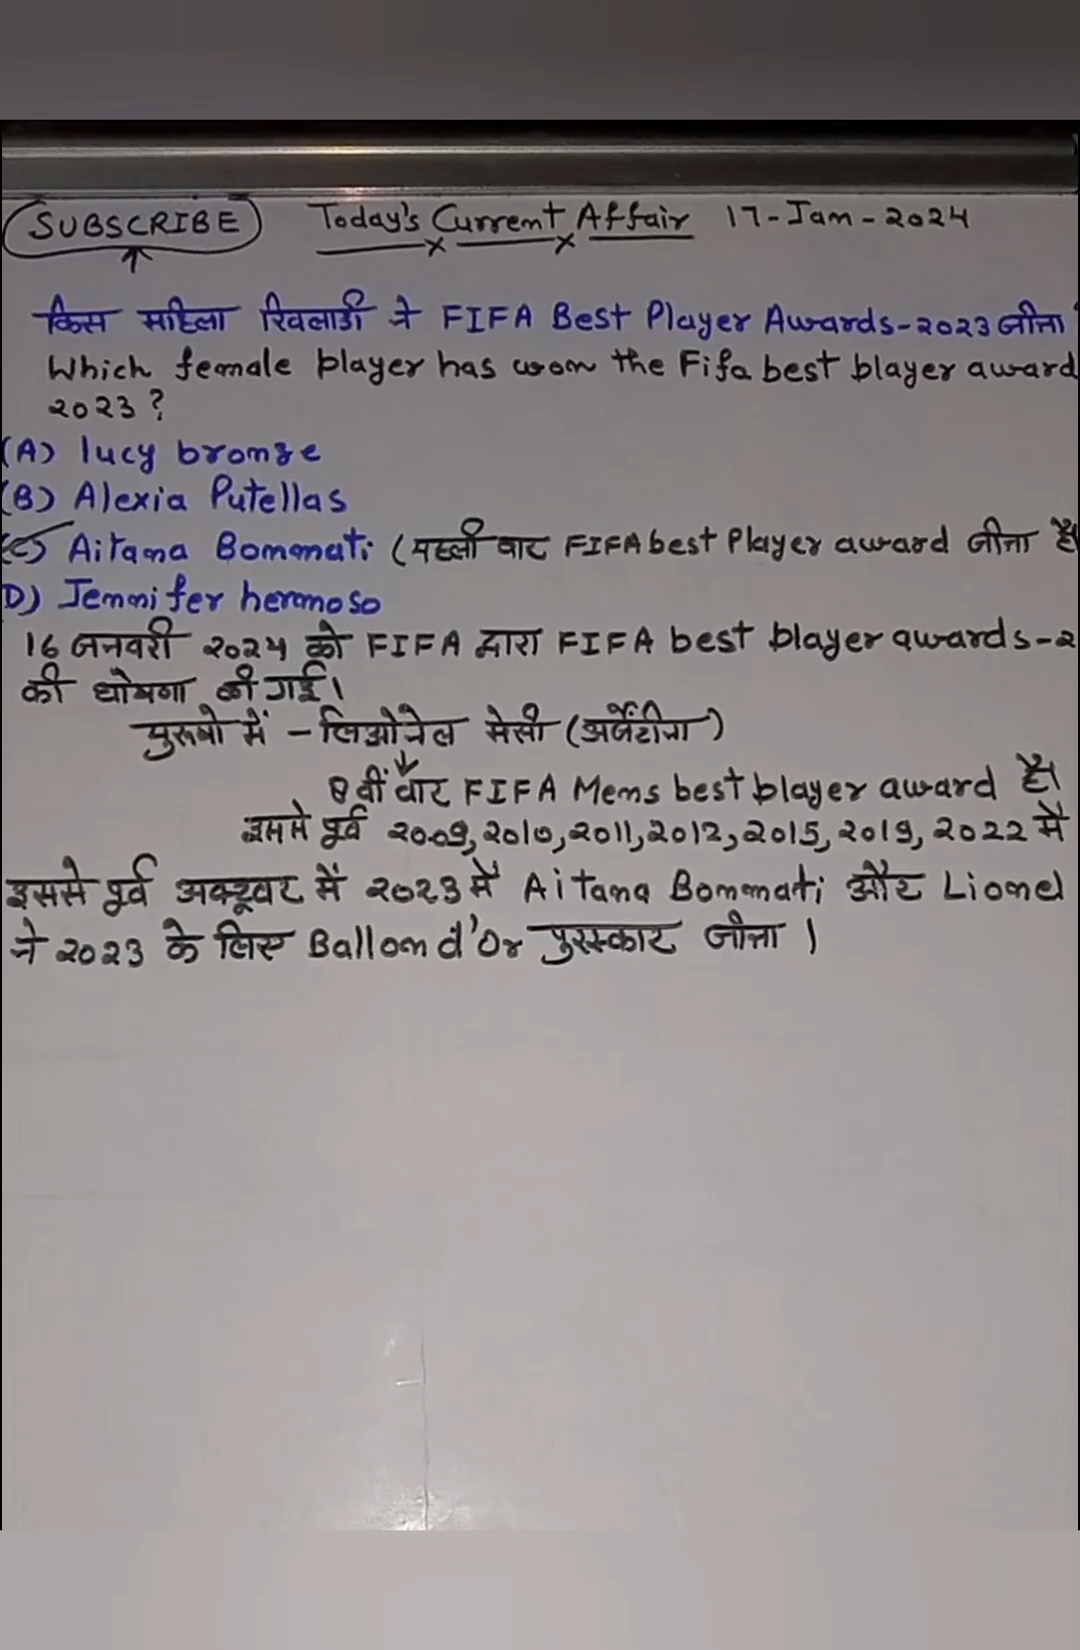 SUBSCRIBE Today's Current Affair 17-Jan-2024
किस महिला खिलाडी ने FIFA Best Player Awards-2023 जीता
Which female player has won the Fifa best player award
2023?
(A) lucy bronze
(B) Alexia Putellas
(C) Aitana Bonmati (पहली बार FIFA best Player award जीता है
D) Jennifer hermoso
16 जनवरी 2024 को FIFA द्वारा FIFA best player awards-2
की घोषणा की गई।
पुरुषो में - लिओनेल मेसी (अर्जेंटीना)
8 वीं बार FIFA Mens best player award है।
इससे पूर्व 2009, 2010, 2011, 2012, 2015, 2019, 2022 में
इससे पूर्व अक्टूबर में 2023 में Aitana Bonmati और Lionel
ने 2023 के लिए Ballon d'Or पुरस्कार जीता।